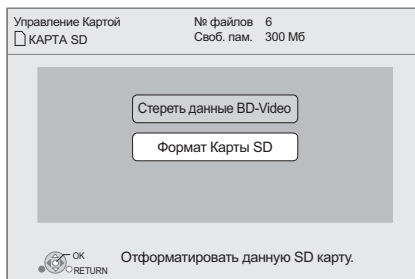 Управление Картой
№ файлов 6
КАРТА SD
Своб. пам. 300 Мб
Стереть данные BD-Video
Формат Карты SD
OK
RETURN
Отформатировать данную SD карту.